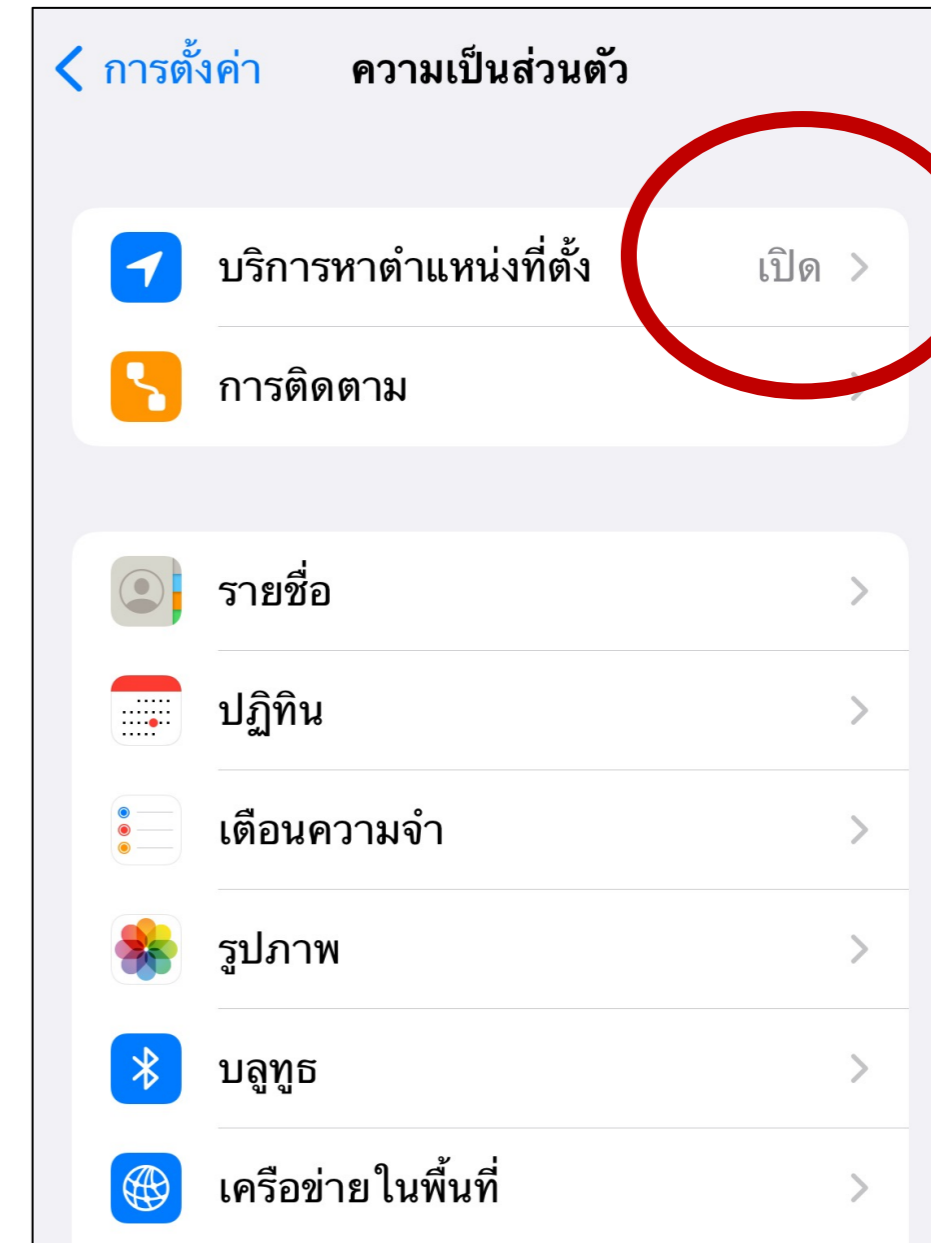 การตั้งค่า ความเป็นส่วนตัว
บริการหาตำแหน่งที่ตั้ง เปิด
การติดตาม
รายชื่อ
ปฏิทิน
เตือนความจำ
รูปภาพ
บลูทูธ
เครือข่ายในพื้นที่